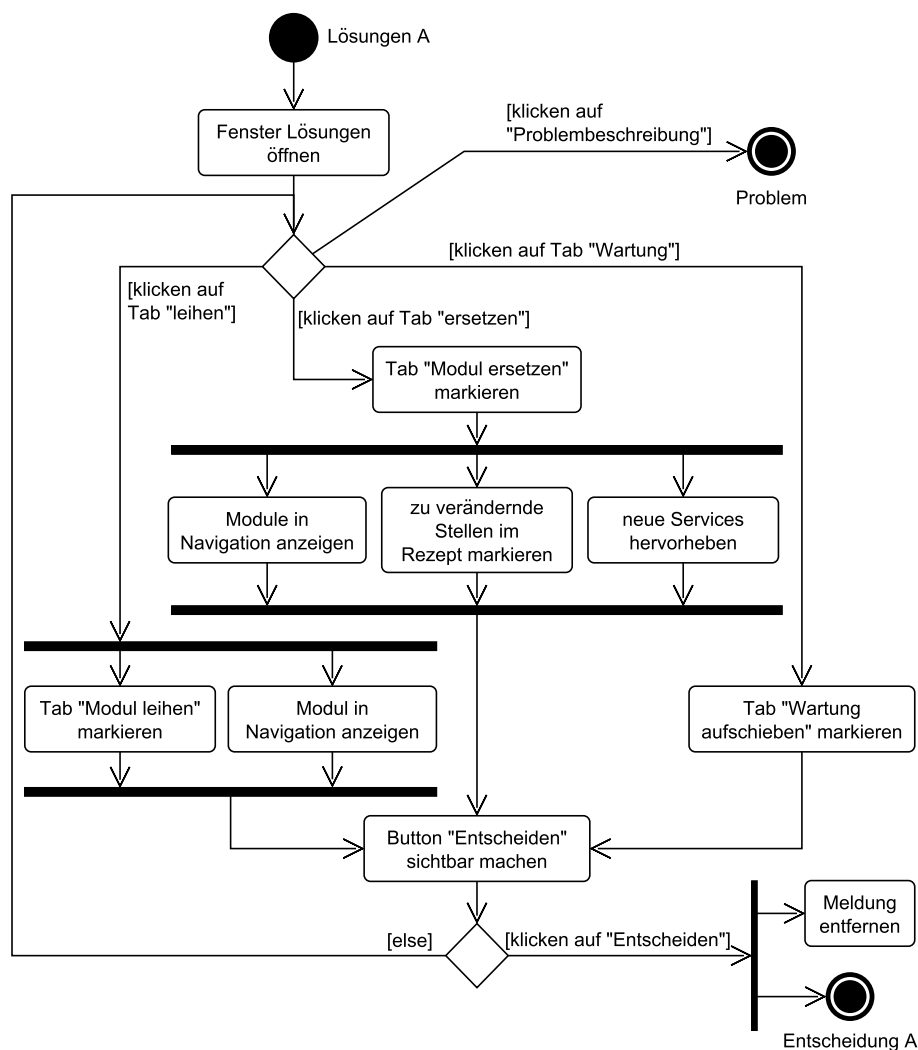 Lösungen A
Fenster Lösungen
öffnen
[klicken auf
"Problembeschreibung"]
Problem
[klicken auf Tab "Wartung"]
[klicken auf
Tab "leihen"]
[klicken auf Tab "ersetzen"]
Tab "Modul ersetzen"
markieren
Module in
Navigation anzeigen
zu verändernde
Stellen im
Rezept markieren
neue Services
hervorheben
Tab "Modul leihen"
markieren
Modul in
Navigation anzeigen
Tab "Wartung
aufschieben" markieren
Button "Entscheiden"
sichtbar machen
[else]
[klicken auf "Entscheiden"]
Meldung
entfernen
Entscheidung A